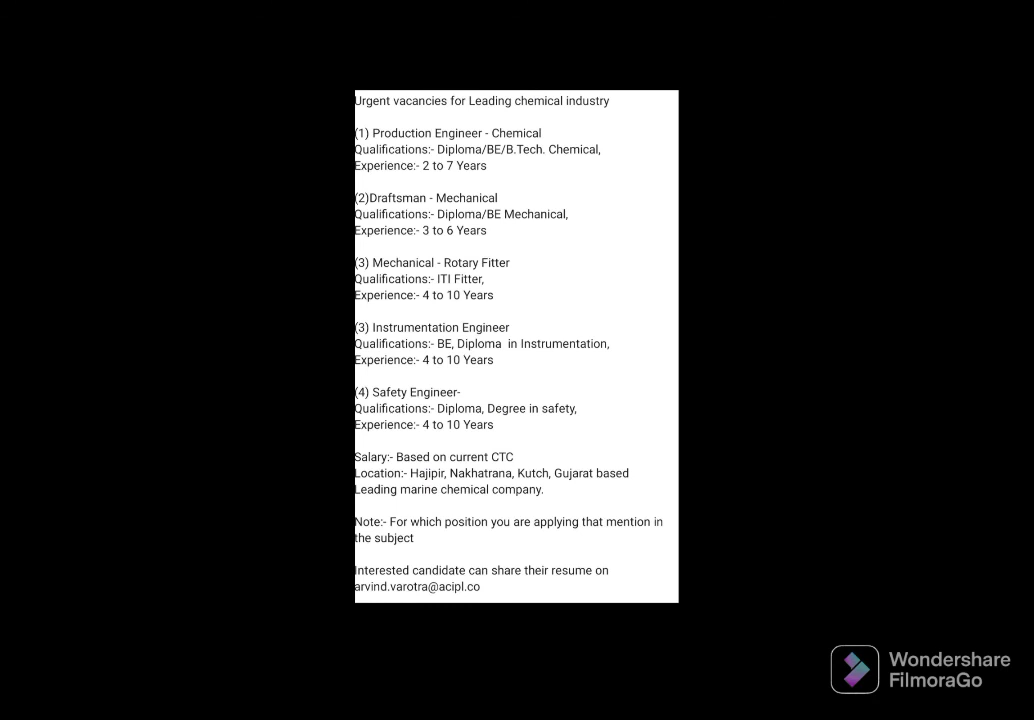 Urgent vacancies for Leading chemical industry
(1) Production Engineer - Chemical
Qualifications:- Diploma/BE/B.Tech. Chemical,
Experience:- 2 to 7 Years
(2)Draftsman - Mechanical
Qualifications:- Diploma/BE Mechanical,
Experience:- 3 to 6 Years
(3) Mechanical - Rotary Fitter
Qualifications:- ITI Fitter,
Experience:- 4 to 10 Years
(3) Instrumentation Engineer
Qualifications:- BE, Diploma  in Instrumentation,
Experience:- 4 to 10 Years
(4) Safety Engineer-
Qualifications:- Diploma, Degree in safety,
Experience:- 4 to 10 Years
Salary:- Based on current CTC
Location:- Hajipir, Nakhatrana, Kutch, Gujarat based
Leading marine chemical company.
Note:- For which position you are applying that mention in
the subject
Interested candidate can share their resume on
arvind.varotra@acipl.co
Wondershare
FilmoraGo